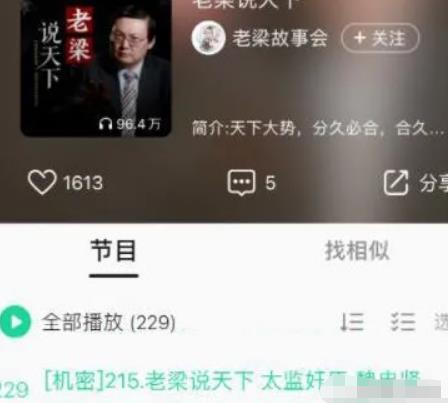 老梁说天下
老梁
说天下
96.4万
老梁故事会
+关注
简介:天下大势，分久必合，合久...
1613
5
分享
节目
找相似
全部播放 (229)
选
229
[机密]215.老梁说天下 太监奸臣 魏忠贤